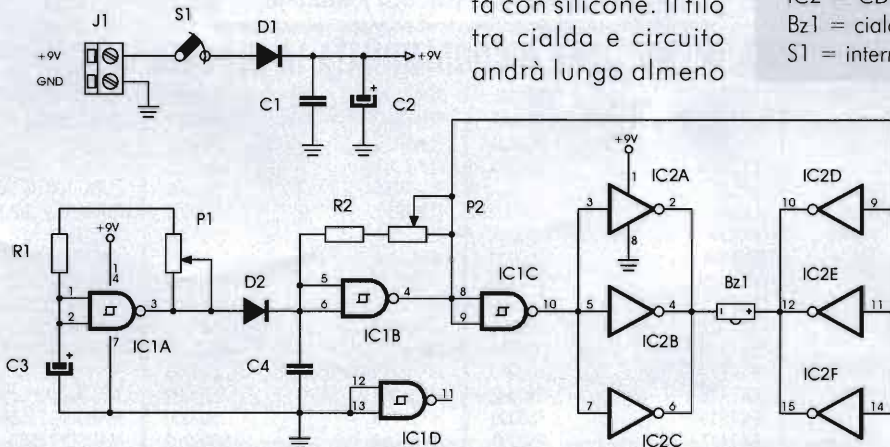 tà con silicone. Il filo
tra cialda e circuito
andrà lungo almeno
Bz1 = cialda
S1 =
J1
S1
D1
+9V
GND
+9V
C1
C2
+
+9V
R1
P1
+9V
1
4
1
2
3
7
IC1A
C3
+
D2
R2
P2
5
6
4
IC1B
C4
12
13
11
IC1D
8
9
10
IC1C
+9V
1
3
2
8
IC2A
5
4
IC2B
7
6
IC2C
Bz1
-
+
IC2D
10
9
IC2E
12
11
IC2F
15
14